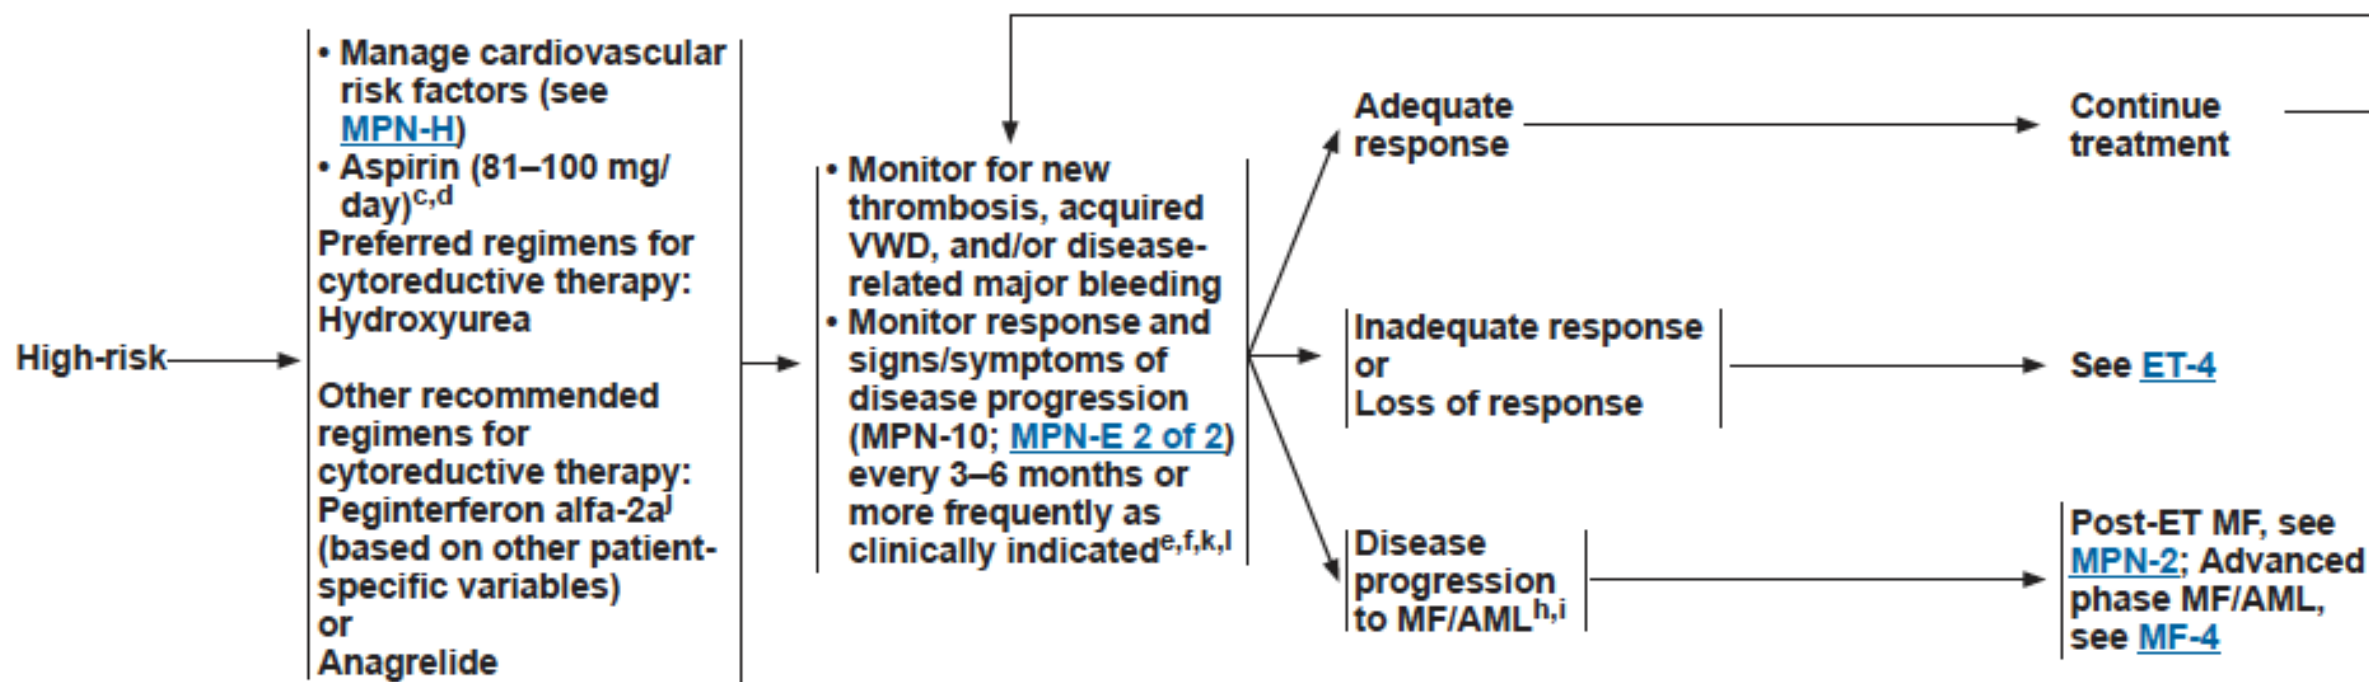 High-risk
• Manage cardiovascular
risk factors (see
MPN-H)
• Aspirin (81–100 mg/
day)c,d
Preferred regimens for
cytoreductive therapy:
Hydroxyurea
Other recommended
regimens for
cytoreductive therapy:
Peginterferon alfa-2aj
(based on other patient-
specific variables)
or
Anagrelide
• Monitor for new
thrombosis, acquired
VWD, and/or disease-
related major bleeding
• Monitor response and
signs/symptoms of
disease progression
(MPN-10; MPN-E 2 of 2)
every 3–6 months or
more frequently as
clinically indicatede,f,k,l
Adequate
response
Continue
treatment
Inadequate response
or
Loss of response
See ET-4
Disease
progression
to MF/AMLh,i
Post-ET MF, see
MPN-2; Advanced
phase MF/AML,
see MF-4